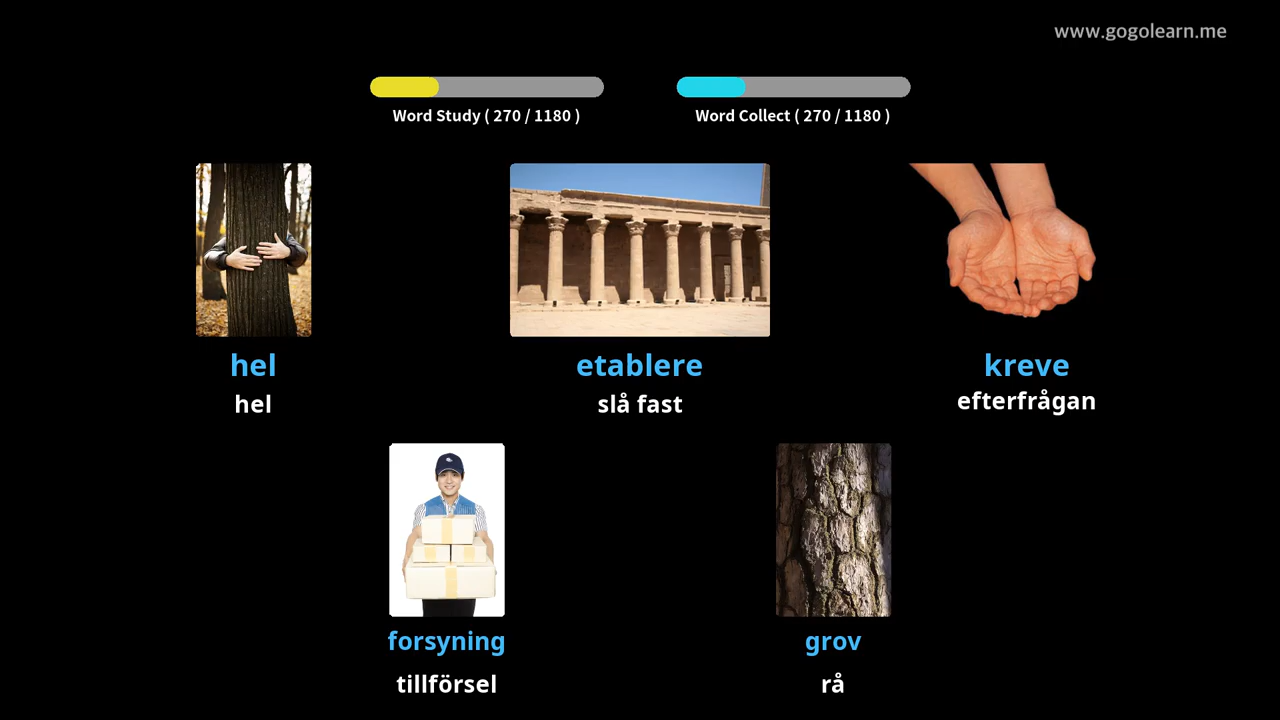 www.gogolearn.me
Word Study ( 270 / 1180 )
Word Collect ( 270 / 1180 )
hel
hel
etablere
slå fast
kreve
efterfrågan
forsyning
tillförsel
grov
rå